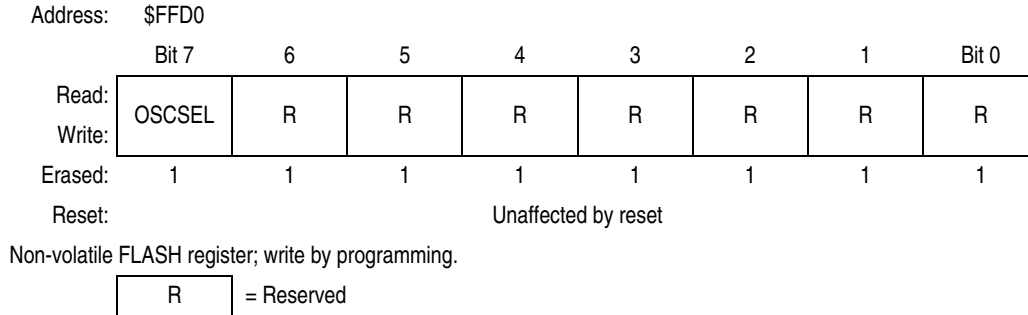 Address: $FFD0
Bit 7 6 5 4 3 2 1 Bit 0
Read:
OSCSEL R R R R R R R
Write:
Erased: 1 1 1 1 1 1 1 1
Reset: Unaffected by reset
Non-volatile FLASH register; write by programming.
R = Reserved